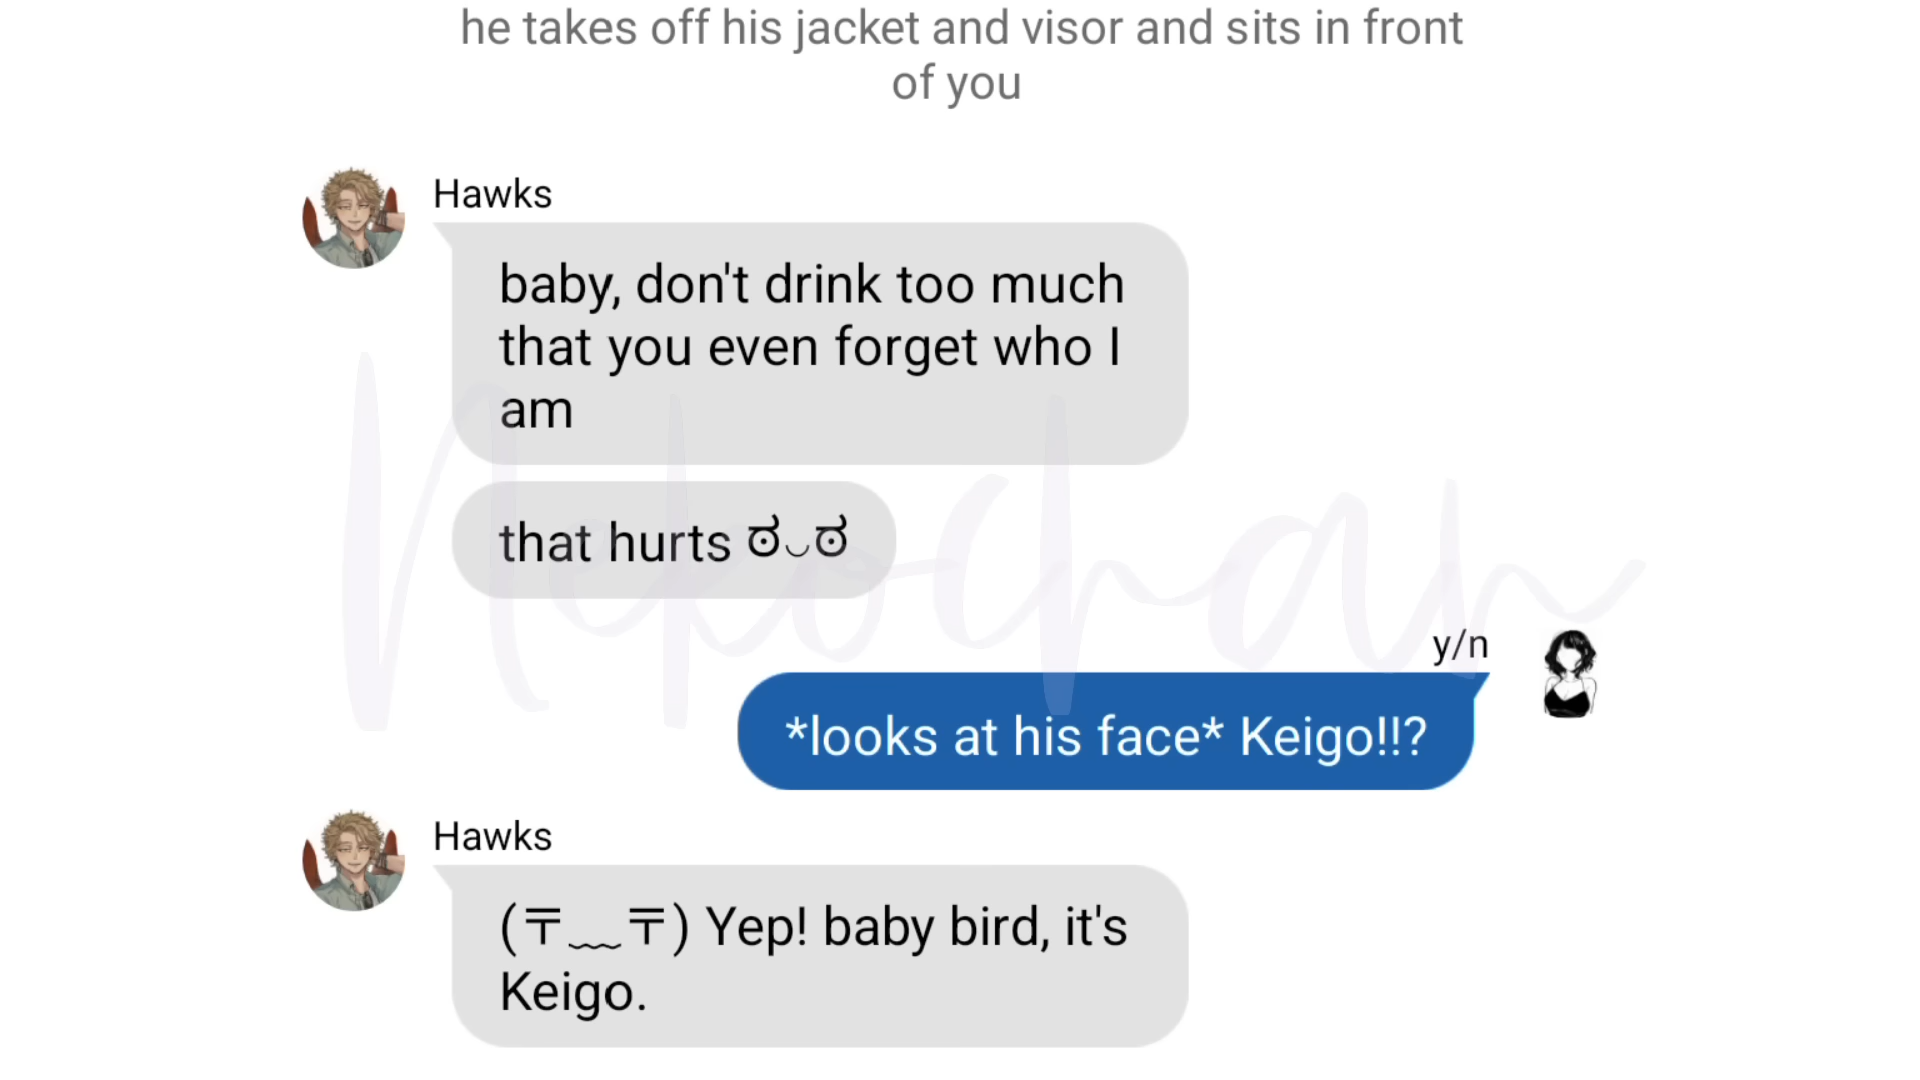 he takes off his jacket and visor and sits in front
of you
Hawks
baby, don't drink too much
that you even forget who I
am
that hurts ಠ◡ಠ
y/n
*looks at his face* Keigo!!?
Hawks
(〒﹏〒) Yep! baby bird, it's
Keigo.
Nekochan